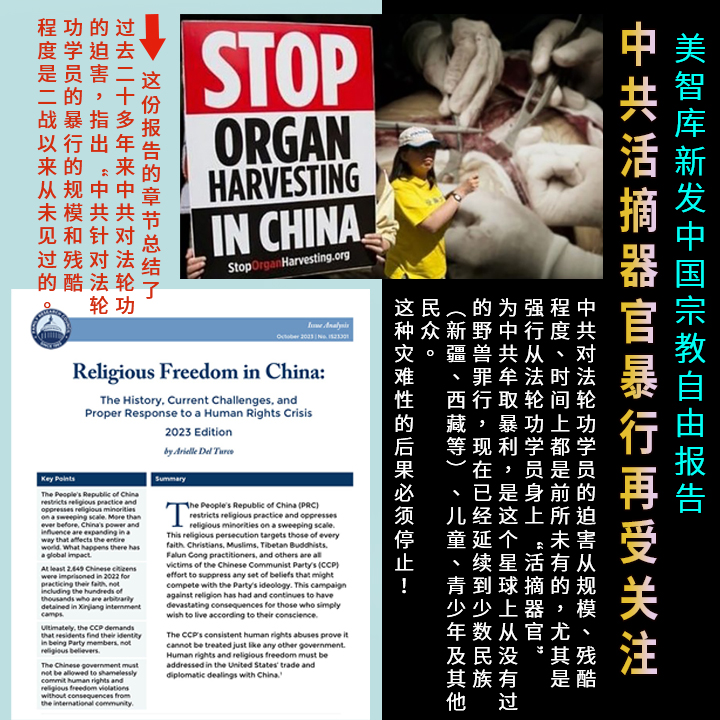 美智库新发中国宗教自由报告
中共活摘器官暴行再受关注
STOP
ORGAN
HARVESTING
IN CHINA
StopOrganHarvesting.org
这份报告的章节总结了
过去二十多年来中共对法轮功
的迫害，指出“中共针对法轮
功学员的暴行的规模和残酷
程度是二战以来从未见过的。
中共对法轮功学员的迫害从规模、残酷
程度、时间上都是前所未有的，尤其是
强行从法轮功学员身上“活摘器官”
为中共牟取暴利，是这个星球上从没有过
的野兽罪行，现在已经延续到少数民族
（新疆、西藏等）、儿童、青少年及其他
民众。
这种灾难性的后果必须停止！
Issue Analysis
October 2023 | No. IS23J01
Religious Freedom in China:
The History, Current Challenges, and
Proper Response to a Human Rights Crisis
2023 Edition
by Arielle Del Turco
Key Points
The People's Republic of China
restricts religious practice and
oppresses religious minorities
on a sweeping scale. More than
ever before, China's power and
influence are expanding in a
way that affects the entire
world. What happens there has
a global impact.
At least 2,649 Chinese citizens
were imprisoned in 2022 for
practicing their faith, not
including the hundreds of
thousands who are arbitrarily
detained in Xinjiang internment
camps.
Ultimately, the CCP demands
that residents find their identity
in being Party members, not
religious believers.
The Chinese government must
not be allowed to shamelessly
commit human rights and
religious freedom violations
without consequences from
the international community.
Summary
The People's Republic of China (PRC)
restricts religious practice and oppresses
religious minorities on a sweeping scale.
This religious persecution targets those of every
faith. Christians, Muslims, Tibetan Buddhists,
Falun Gong practitioners, and others are all
victims of the Chinese Communist Party's (CCP)
effort to suppress any set of beliefs that might
compete with the Party's ideology. This campaign
against religion has had and continues to have
devastating consequences for those who simply
wish to live according to their conscience.
The CCP's consistent human rights abuses prove it
cannot be treated just like any other government.
Human rights and religious freedom must be
addressed in the United States' trade and
diplomatic dealings with China.¹